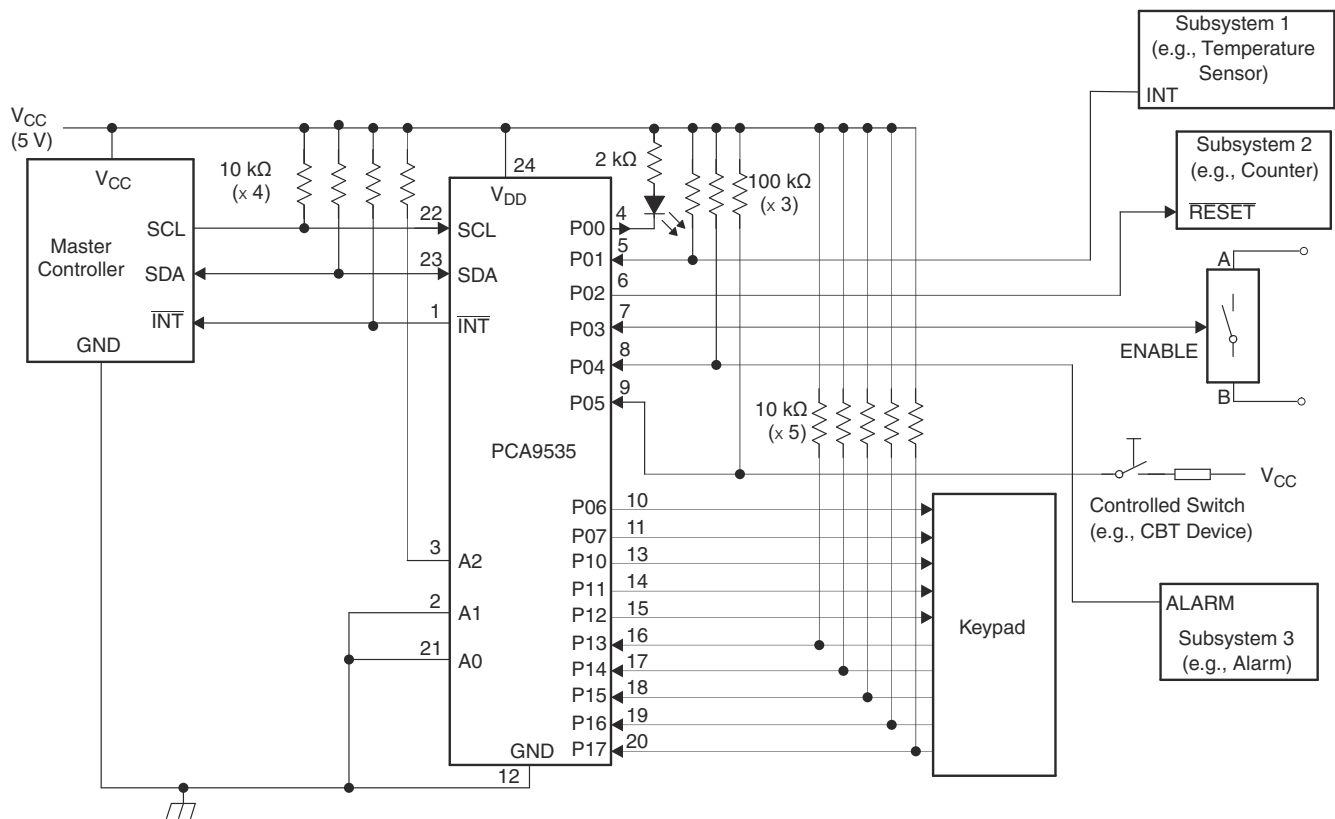 Subsystem 1
(e.g., Temperature
Sensor)
INT
VCC
(5 V)
VCC
Master
Controller
SCL
SDA
INT
GND
10 kΩ
(x 4)
22
23
1
3
2
21
24
VDD
SCL
SDA
INT
A2
A1
A0
PCA9535
GND
12
P00
P01
P02
P03
P04
P05
P06
P07
P10
P11
P12
P13
P14
P15
P16
P17
4
5
6
7
8
9
10
11
13
14
15
16
17
18
19
20
2 kΩ
100 kΩ
(x 3)
10 kΩ
(x 5)
Subsystem 2
(e.g., Counter)
RESET
A
ENABLE
B
VCC
Controlled Switch
(e.g., CBT Device)
Keypad
ALARM
Subsystem 3
(e.g., Alarm)